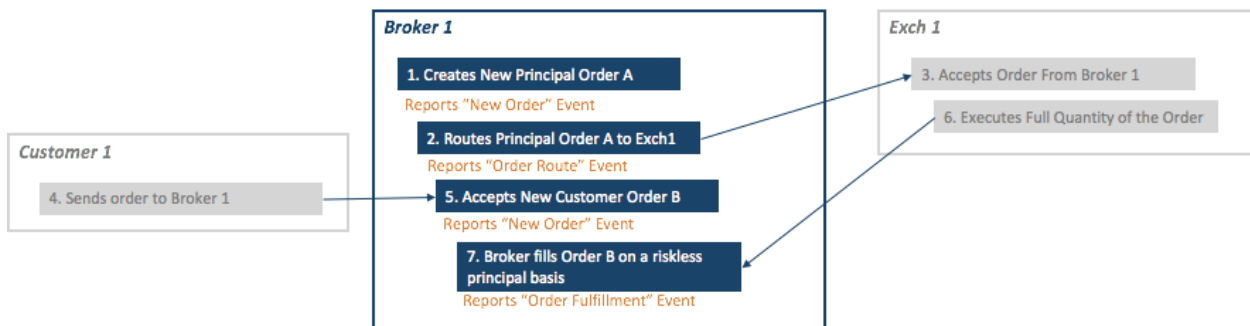 Broker 1
1. Creates New Principal Order A
Reports "New Order" Event
2. Routes Principal Order A to Exch1
Reports "Order Route" Event
Customer 1
4. Sends order to Broker 1
5. Accepts New Customer Order B
Reports "New Order" Event
7. Broker fills Order B on a riskless
principal basis
Reports "Order Fulfillment" Event
Exch 1
3. Accepts Order From Broker 1
6. Executes Full Quantity of the Order